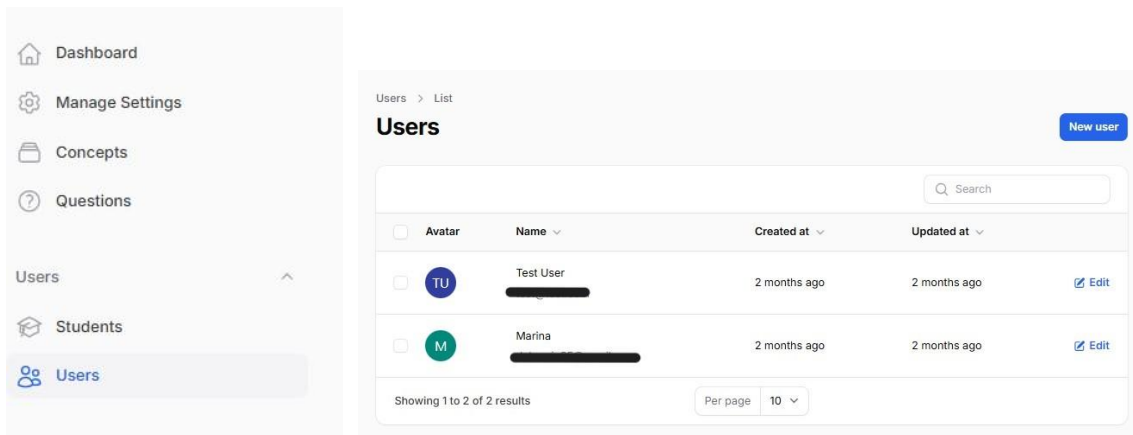 Dashboard
Manage Settings
Concepts
Questions
Users
Students
Users
Users > List
Users
New user
Search
Avatar Name Created at Updated at
TU Test User 2 months ago 2 months ago Edit
M Marina 2 months ago 2 months ago Edit
Showing 1 to 2 of 2 results Per page 10